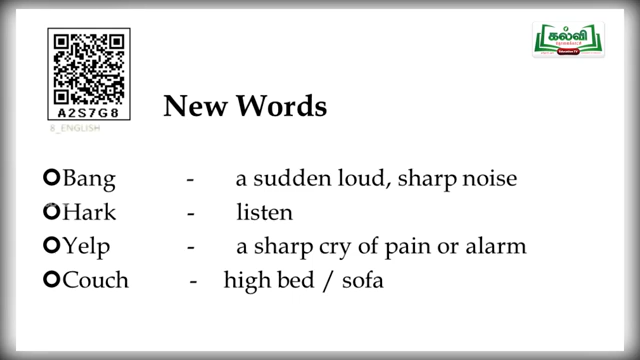 கல்வி
A2S7G8
8_ENGLISH
New Words
Bang - a sudden loud, sharp noise
Hark - listen
Yelp - a sharp cry of pain or alarm
Couch - high bed / sofa